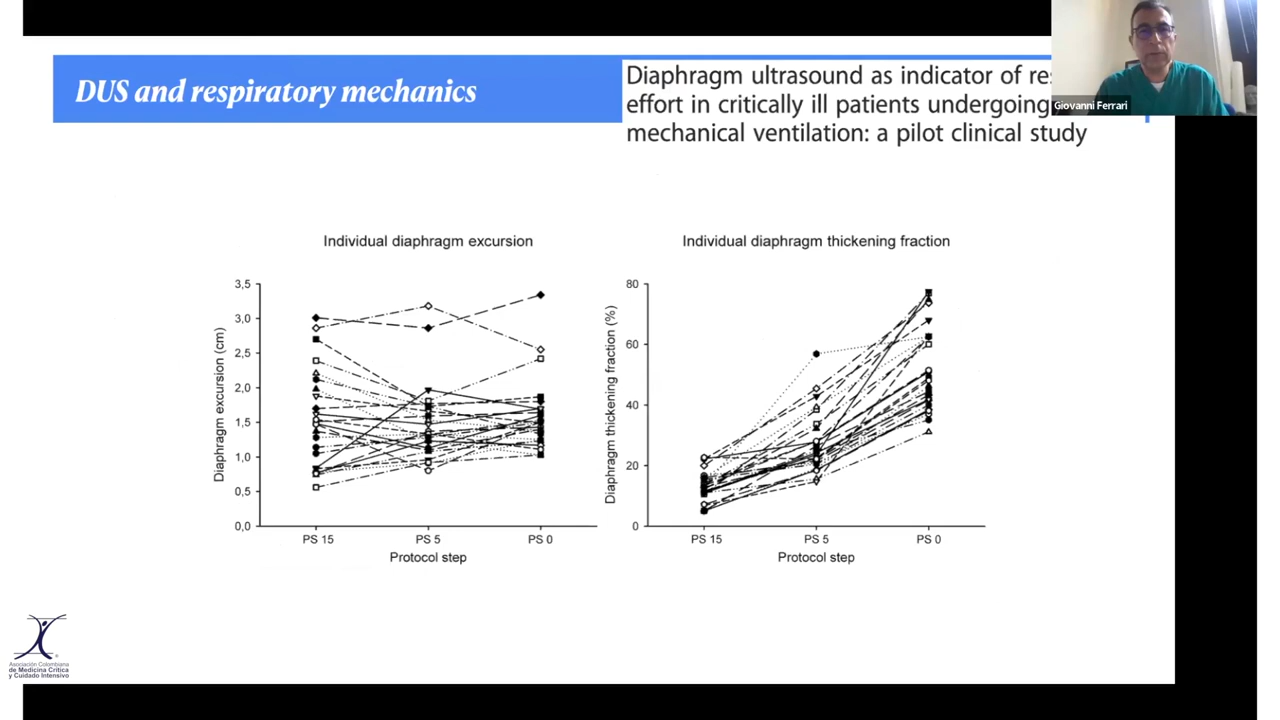 DUS and respiratory mechanics
Diaphragm ultrasound as indicator of
effort in critically ill patients undergoing
mechanical ventilation: a pilot clinical study
Giovanni Ferrari
Individual diaphragm excursion
Diaphragm excursion (cm)
3,5
3,0
2,5
2,0
1,5
1,0
0,5
0,0
PS 15
PS 5
PS 0
Protocol step
Individual diaphragm thickening fraction
Diaphragm thickening fraction (%)
80
60
40
20
0
PS 15
PS 5
PS 0
Protocol step
Asociación Colombiana
de Medicina Crítica
y Cuidado Intensivo